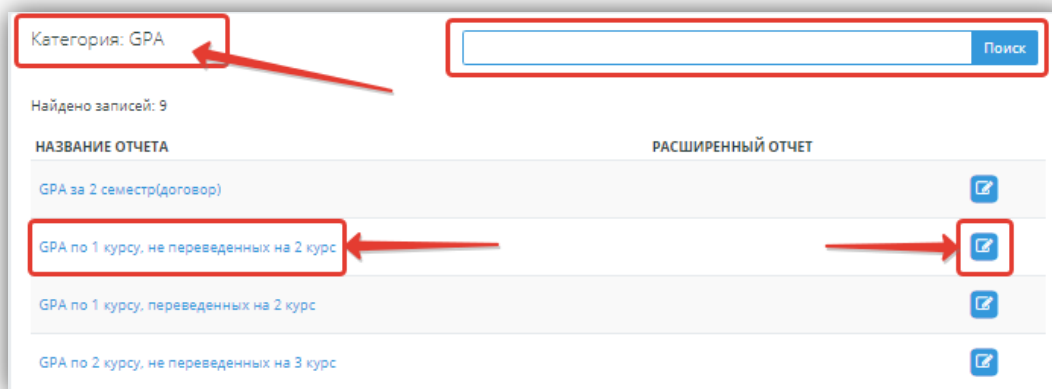 Категория: GPA
Поиск
Найдено записей: 9
НАЗВАНИЕ ОТЧЕТА РАСШИРЕННЫЙ ОТЧЕТ
GPA за 2 семестр(договор)
GPA по 1 курсу, не переведенных на 2 курс
GPA по 1 курсу, переведенных на 2 курс
GPA по 2 курсу, не переведенных на 3 курс